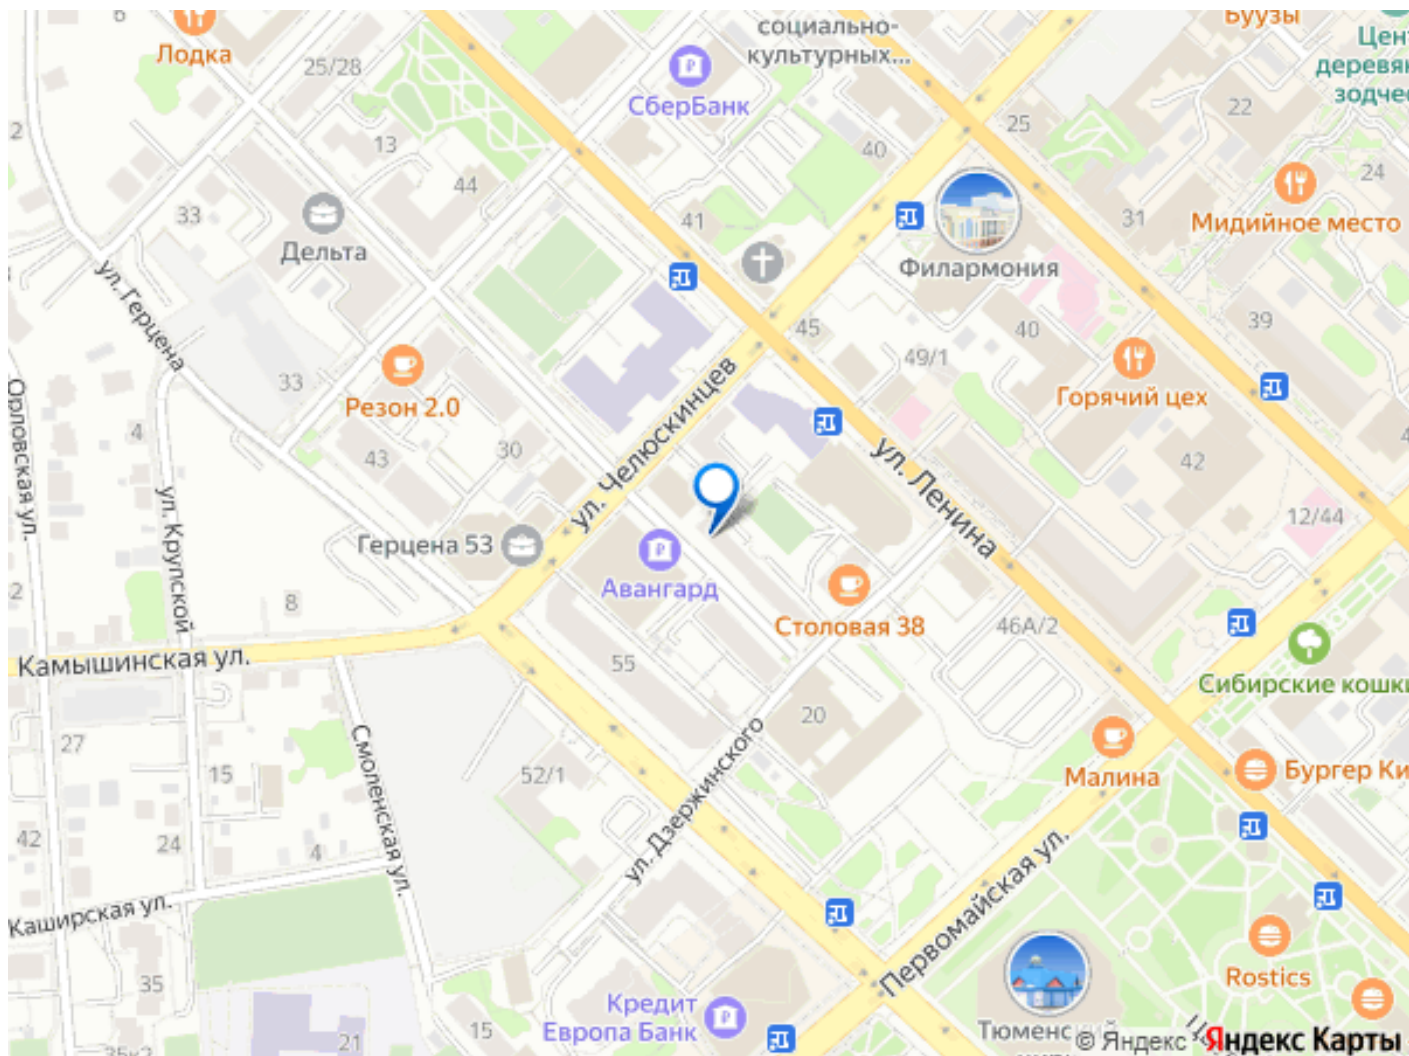 6
Лодка
25/28
социально-
культурных...
СберБанк
Буузы
22
25
40
24
2
13
44
33
Дельта
41
Филармония
31
Мидийное место
ул. Герцена
45
40
39
49/1
33
Резон 2.0
Горячий цех
ул. Челюскинцев
4
43
30
42
ул. Ленина
Орловская ул.
ул. Крупской
12/44
Герцена 53
Авангард
2
8
Столовая 38
46А/2
Камышинская ул.
55
Сибирские кошки
20
27
15
Смоленская ул.
52/1
ул. Дзержинского
Малина
Бургер Ки
42
24
4
Первомайская ул.
Каширская ул.
35
Rostics
Кредит
Европа Банк
15
21
35к2
© Яндекс
Яндекс Карты